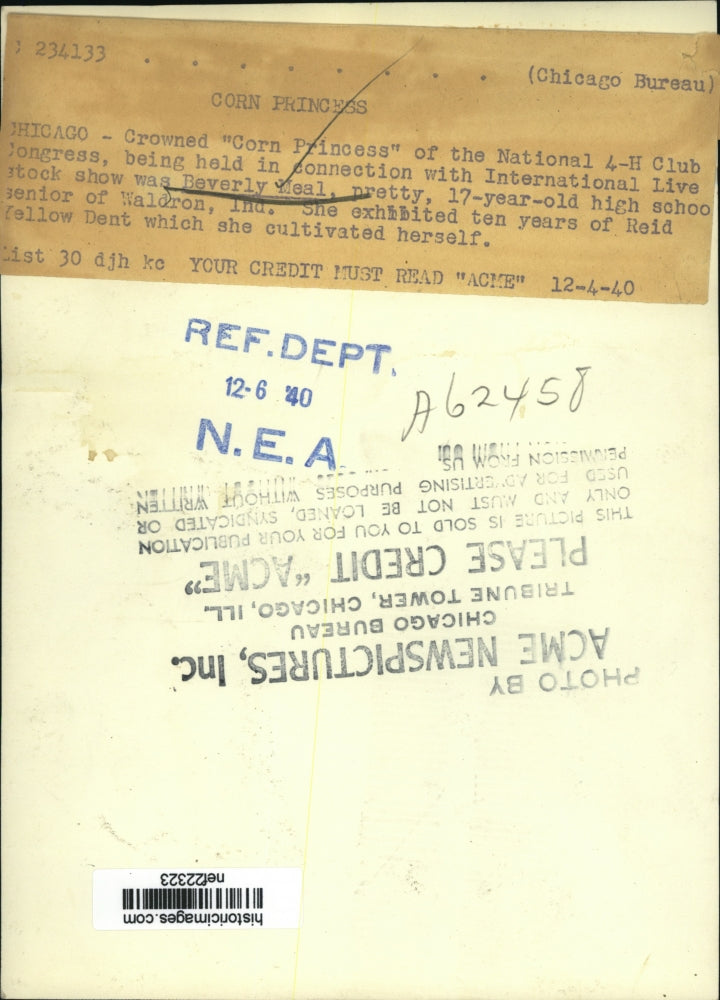 234133 . . . . . . . . (Chicago Bureau)
CORN PRINCESS
HICAGO - Crowned "Corn Princess" of the National 4-H Club
ongress, being held in connection with International Live
stock show was Beverly Meal, pretty, 17-year-old high schoo
senior of Waldron, Ind. She exhibited ten years of Reid
Yellow Dent which she cultivated herself.
List 30 djh kc YOUR CREDIT MUST READ "ACME" 12-4-40
REF. DEPT.
12-6 '40
N.E.A
A62458
PHOTO BY
ACME NEWSPICTURES, Inc.
CHICAGO BUREAU
TRIBUNE TOWER, CHICAGO, ILL.
PLEASE CREDIT "ACME"
THIS PICTURE IS SOLD TO YOU FOR YOUR PUBLICATION
ONLY AND MUST NOT BE LOANED, SYNDICATED OR
USED FOR ADVERTISING PURPOSES WITHOUT WRITTEN
PERMISSION FROM US
historicimages.com
nef22323